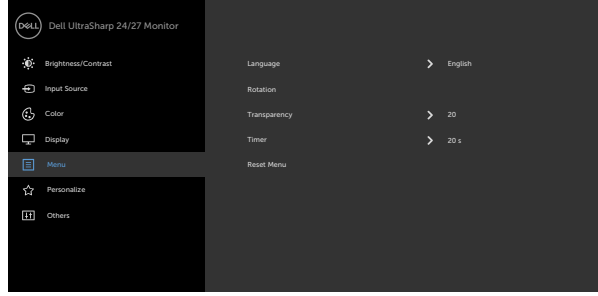 DELL Dell UltraSharp 24/27 Monitor
Brightness/Contrast
Input Source
Color
Display
Menu
Personalize
Others
Language English
Rotation
Transparency 20
Timer 20 s
Reset Menu